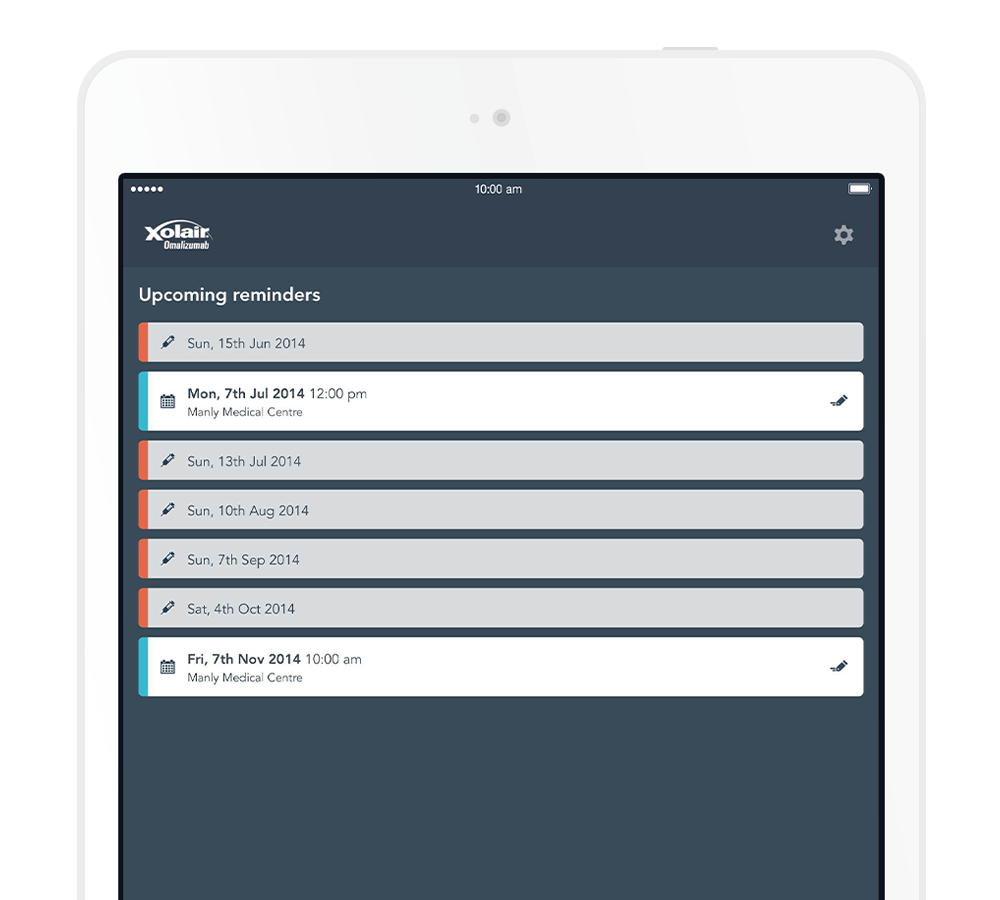 10:00 am
Xolair
Omalizumab
Upcoming reminders
Sun, 15th Jun 2014
Mon, 7th Jul 2014 12:00 pm
Manly Medical Centre
Sun, 13th Jul 2014
Sun, 10th Aug 2014
Sun, 7th Sep 2014
Sat, 4th Oct 2014
Fri, 7th Nov 2014 10:00 am
Manly Medical Centre